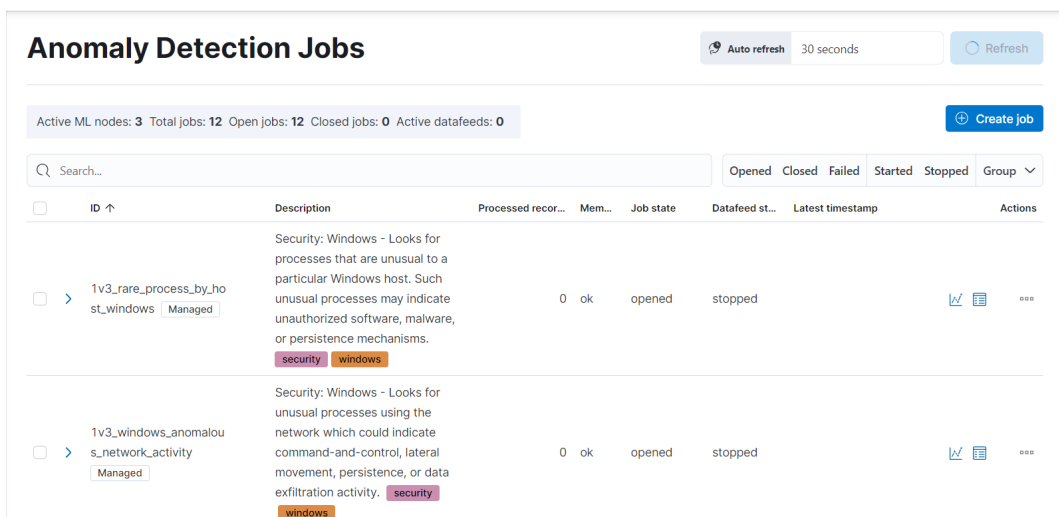 Anomaly Detection Jobs
Auto refresh 30 seconds Refresh
Active ML nodes: 3 Total jobs: 12 Open jobs: 12 Closed jobs: 0 Active datafeeds: 0
Create job
Search...
Opened Closed Failed Started Stopped Group
ID Description Processed recor... Mem... Job state Datafeed st... Latest timestamp Actions
Security: Windows - Looks for
processes that are unusual to a
particular Windows host. Such
1v3_rare_process_by_ho
unusual processes may indicate
0 ok opened stopped
st_windows Managed
unauthorized software, malware,
or persistence mechanisms.
security windows
Security: Windows - Looks for
unusual processes using the
1v3_windows_anomalou
network which could indicate
s_network_activity
command-and-control, lateral
0 ok opened stopped
Managed
movement, persistence, or data
exfiltration activity. security
windows